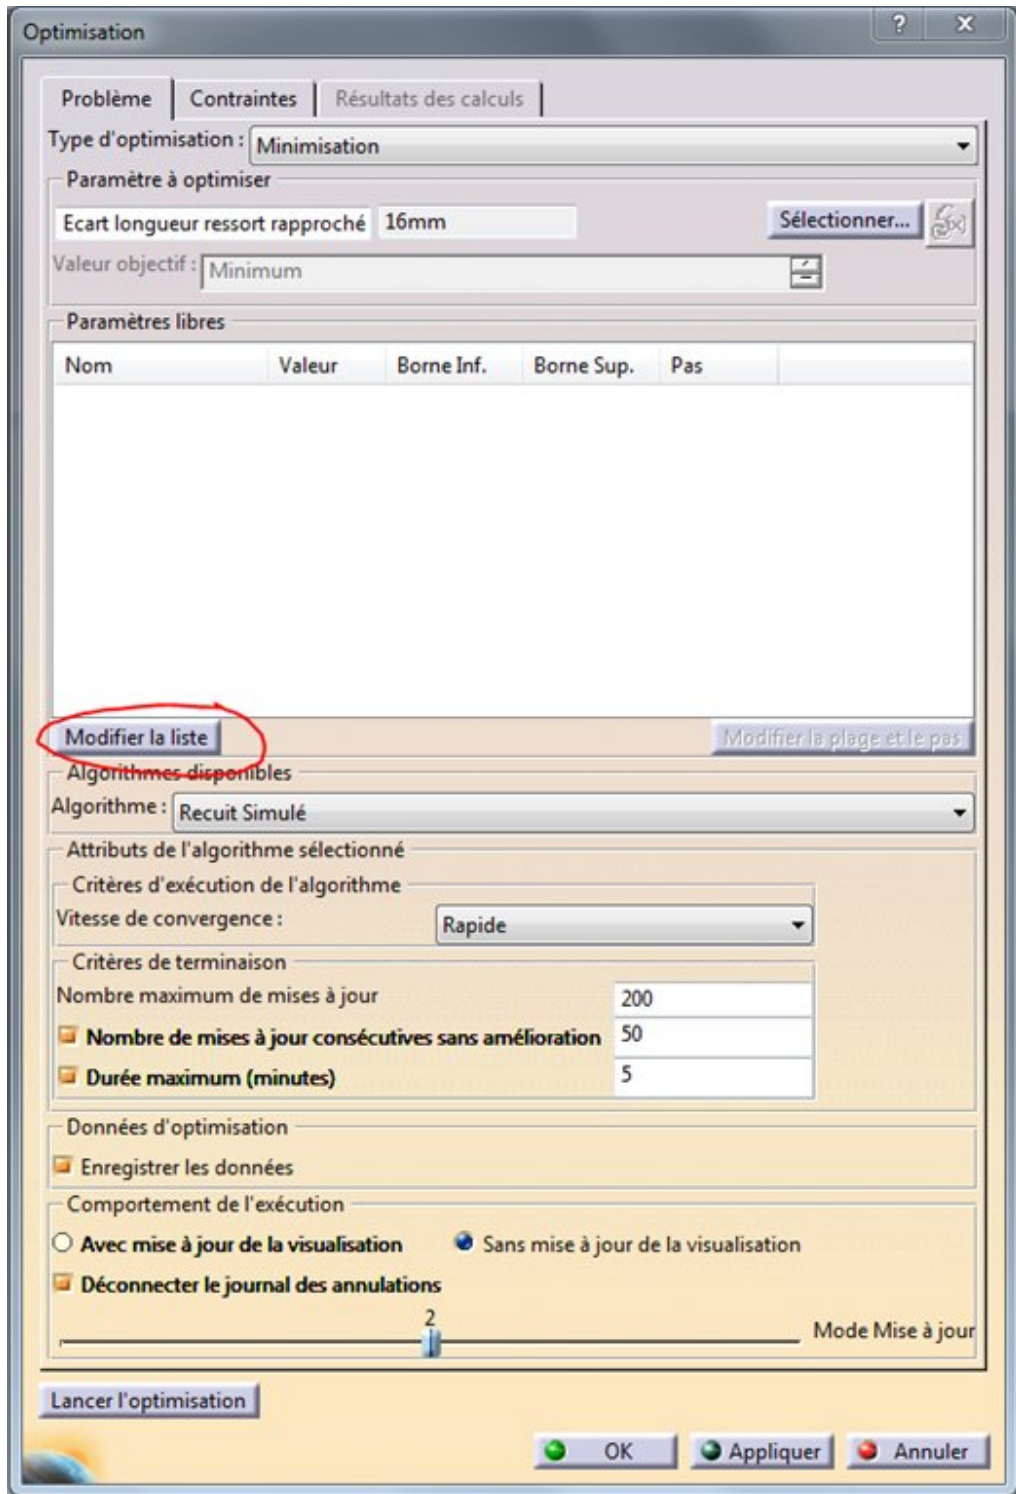 Optimisation
? X
Problème Contraintes Résultats des calculs
Type d'optimisation : Minimisation
Paramètre à optimiser
Ecart longueur ressort rapproché 16mm Sélectionner... f(x)
Valeur objectif : Minimum
Paramètres libres
Nom Valeur Borne Inf. Borne Sup. Pas
Modifier la liste Modifier la plage et le pas
Algorithmes disponibles
Algorithme : Recuit Simulé
Attributs de l'algorithme sélectionné
Critères d'exécution de l'algorithme
Vitesse de convergence : Rapide
Critères de terminaison
Nombre maximum de mises à jour 200
Nombre de mises à jour consécutives sans amélioration 50
Durée maximum (minutes) 5
Données d'optimisation
Enregistrer les données
Comportement de l'exécution
Avec mise à jour de la visualisation Sans mise à jour de la visualisation
Déconnecter le journal des annulations
2
Mode Mise à jour
Lancer l'optimisation
OK Appliquer Annuler